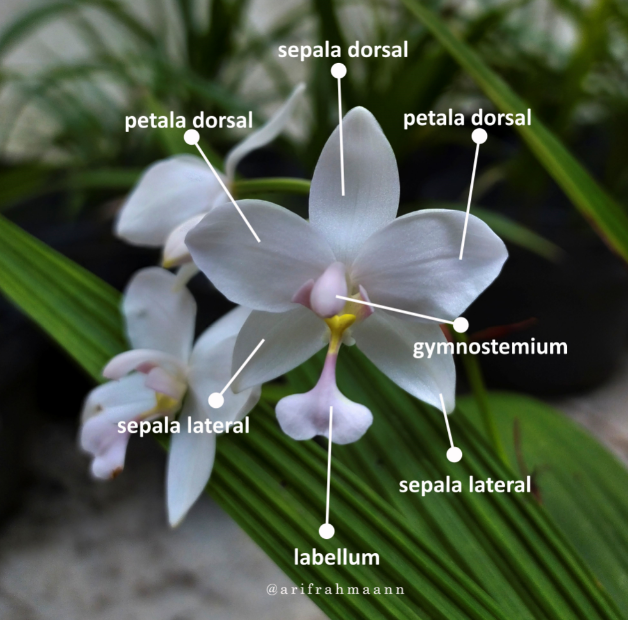 sepala dorsal
petala dorsal
petala dorsal
gymnostemium
sepala lateral
sepala lateral
labellum
@arifrahmaann